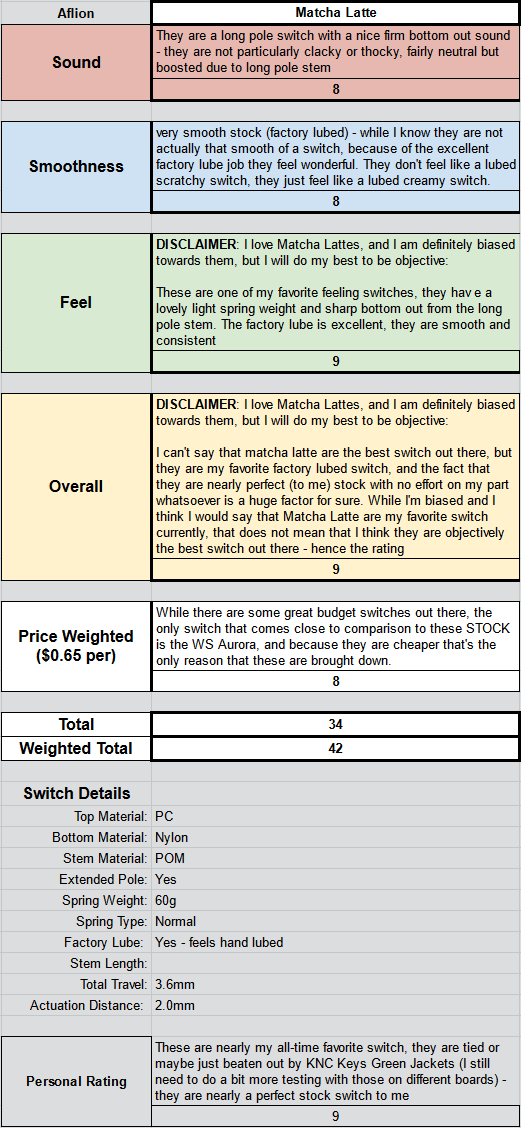 Aflion
Matcha Latte
Sound
They are a long pole switch with a nice firm bottom out sound
- they are not particularly clacky or thocky, fairly neutral but
boosted due to long pole stem
8
Smoothness
very smooth stock (factory lubed) - while I know they are not
actually that smooth of a switch, because of the excellent
factory lube job they feel wonderful. They don't feel like a lubed
scratchy switch, they just feel like a lubed creamy switch.
8
Feel
DISCLAIMER: I love Matcha Lattes, and I am definitely biased
towards them, but I will do my best to be objective:
These are one of my favorite feeling switches, they have a
lovely light spring weight and sharp bottom out from the long
pole stem. The factory lube is excellent, they are smooth and
consistent
9
Overall
DISCLAIMER: I love Matcha Lattes, and I am definitely biased
towards them, but I will do my best to be objective:
I can't say that matcha latte are the best switch out there, but
they are my favorite factory lubed switch, and the fact that
they are nearly perfect (to me) stock with no effort on my part
whatsoever is a huge factor for sure. While I'm biased and I
think I would say that Matcha Latte are my favorite switch
currently, that does not mean that I think they are objectively
the best switch out there - hence the rating
9
Price Weighted
($0.65 per)
While there are some great budget switches out there, the
only switch that comes close to comparison to these STOCK
is the WS Aurora, and because they are cheaper that's the
only reason that these are brought down.
8
Total
34
Weighted Total
42
Switch Details
Top Material: PC
Bottom Material: Nylon
Stem Material: POM
Extended Pole: Yes
Spring Weight: 60g
Spring Type: Normal
Factory Lube: Yes - feels hand lubed
Stem Length:
Total Travel: 3.6mm
Actuation Distance: 2.0mm
Personal Rating
These are nearly my all-time favorite switch, they are tied or
maybe just beaten out by KNC Keys Green Jackets (I still
need to do a bit more testing with those on different boards) -
they are nearly a perfect stock switch to me
9